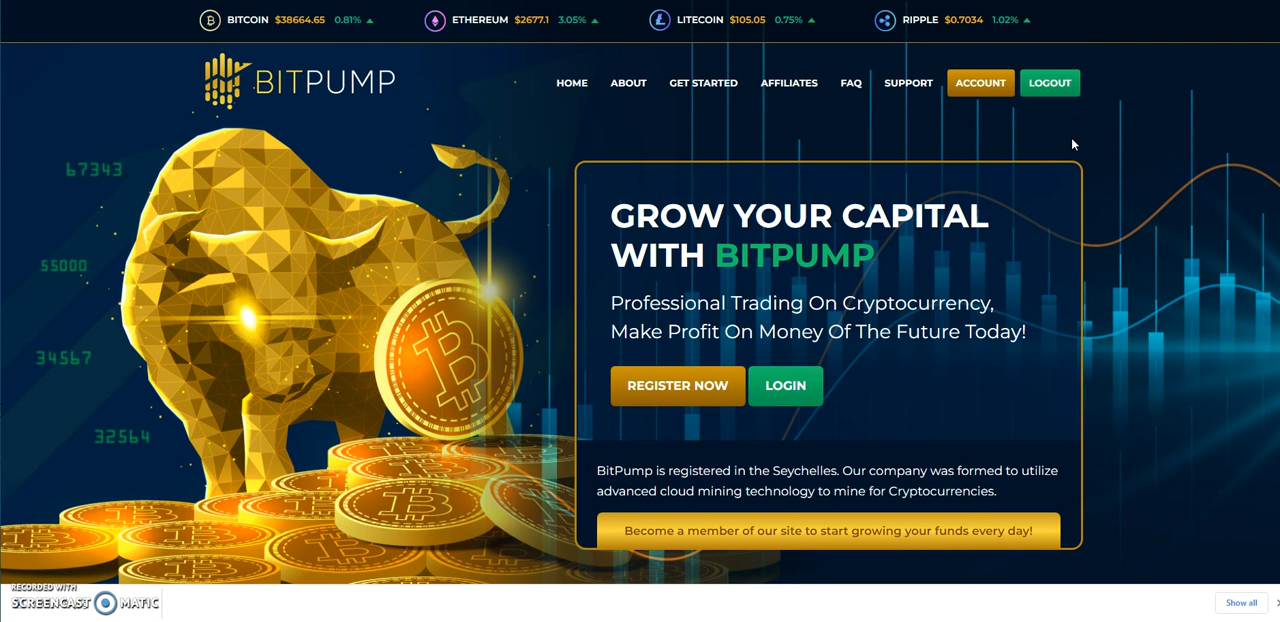 BITCOIN $38664.65 0.81% ETHEREUM $2677.1 3.05% LITECOIN $105.05 0.75% RIPPLE $0.7034 1.02%
BITPUMP
HOME ABOUT GET STARTED AFFILIATES FAQ SUPPORT ACCOUNT LOGOUT
67343
55000
34567
32564
GROW YOUR CAPITAL
WITH BITPUMP
Professional Trading On Cryptocurrency,
Make Profit On Money Of The Future Today!
REGISTER NOW LOGIN
BitPump is registered in the Seychelles. Our company was formed to utilize
advanced cloud mining technology to mine for Cryptocurrencies.
Become a member of our site to start growing your funds every day!
RECORDED WITH
SCREENCAST MATIC
Show all